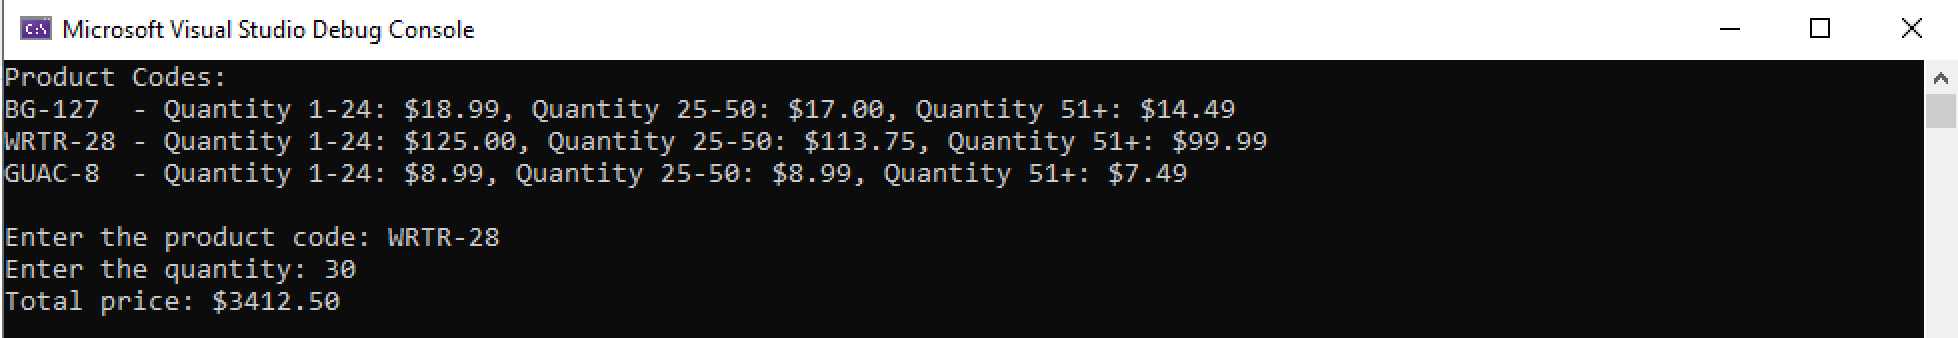 Microsoft Visual Studio Debug Console
Product Codes:
BG-127  - Quantity 1-24: $18.99, Quantity 25-50: $17.00, Quantity 51+: $14.49
WRTR-28 - Quantity 1-24: $125.00, Quantity 25-50: $113.75, Quantity 51+: $99.99
GUAC-8  - Quantity 1-24: $8.99, Quantity 25-50: $8.99, Quantity 51+: $7.49
Enter the product code: WRTR-28
Enter the quantity: 30
Total price: $3412.50